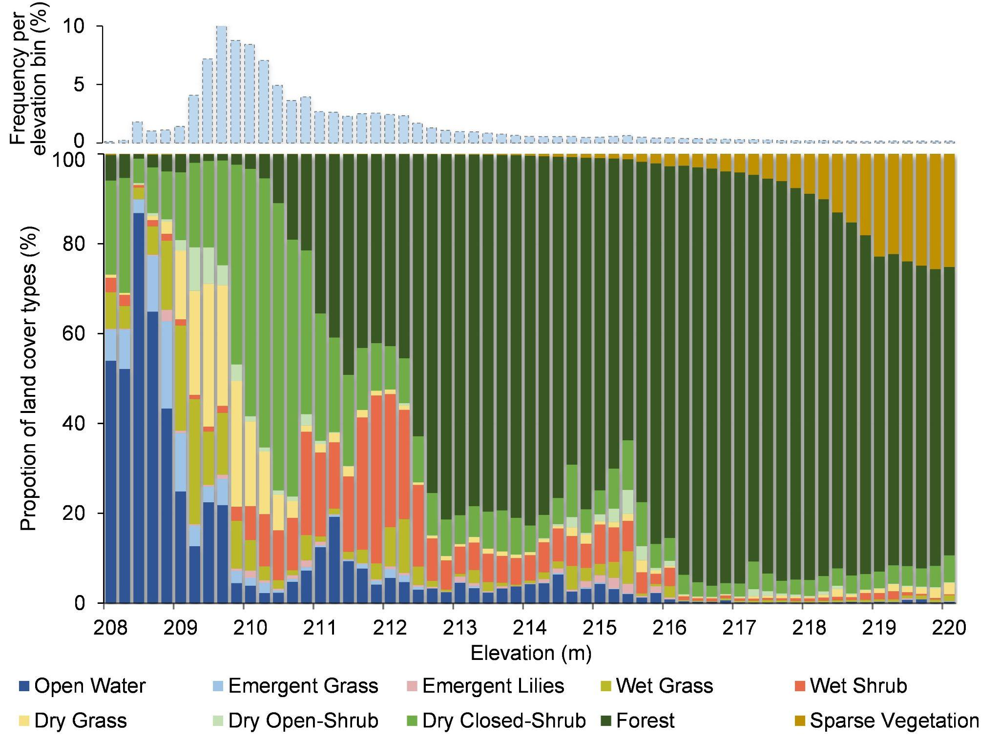 Frequency per
elevation bin (%)
10
5
0
Propotion of land cover types (%)
100
80
60
40
20
0
208 209 210 211 212 213 214 215 216 217 218 219 220
Elevation (m)
Open Water Emergent Grass Emergent Lilies Wet Grass Wet Shrub
Dry Grass Dry Open-Shrub Dry Closed-Shrub Forest Sparse Vegetation